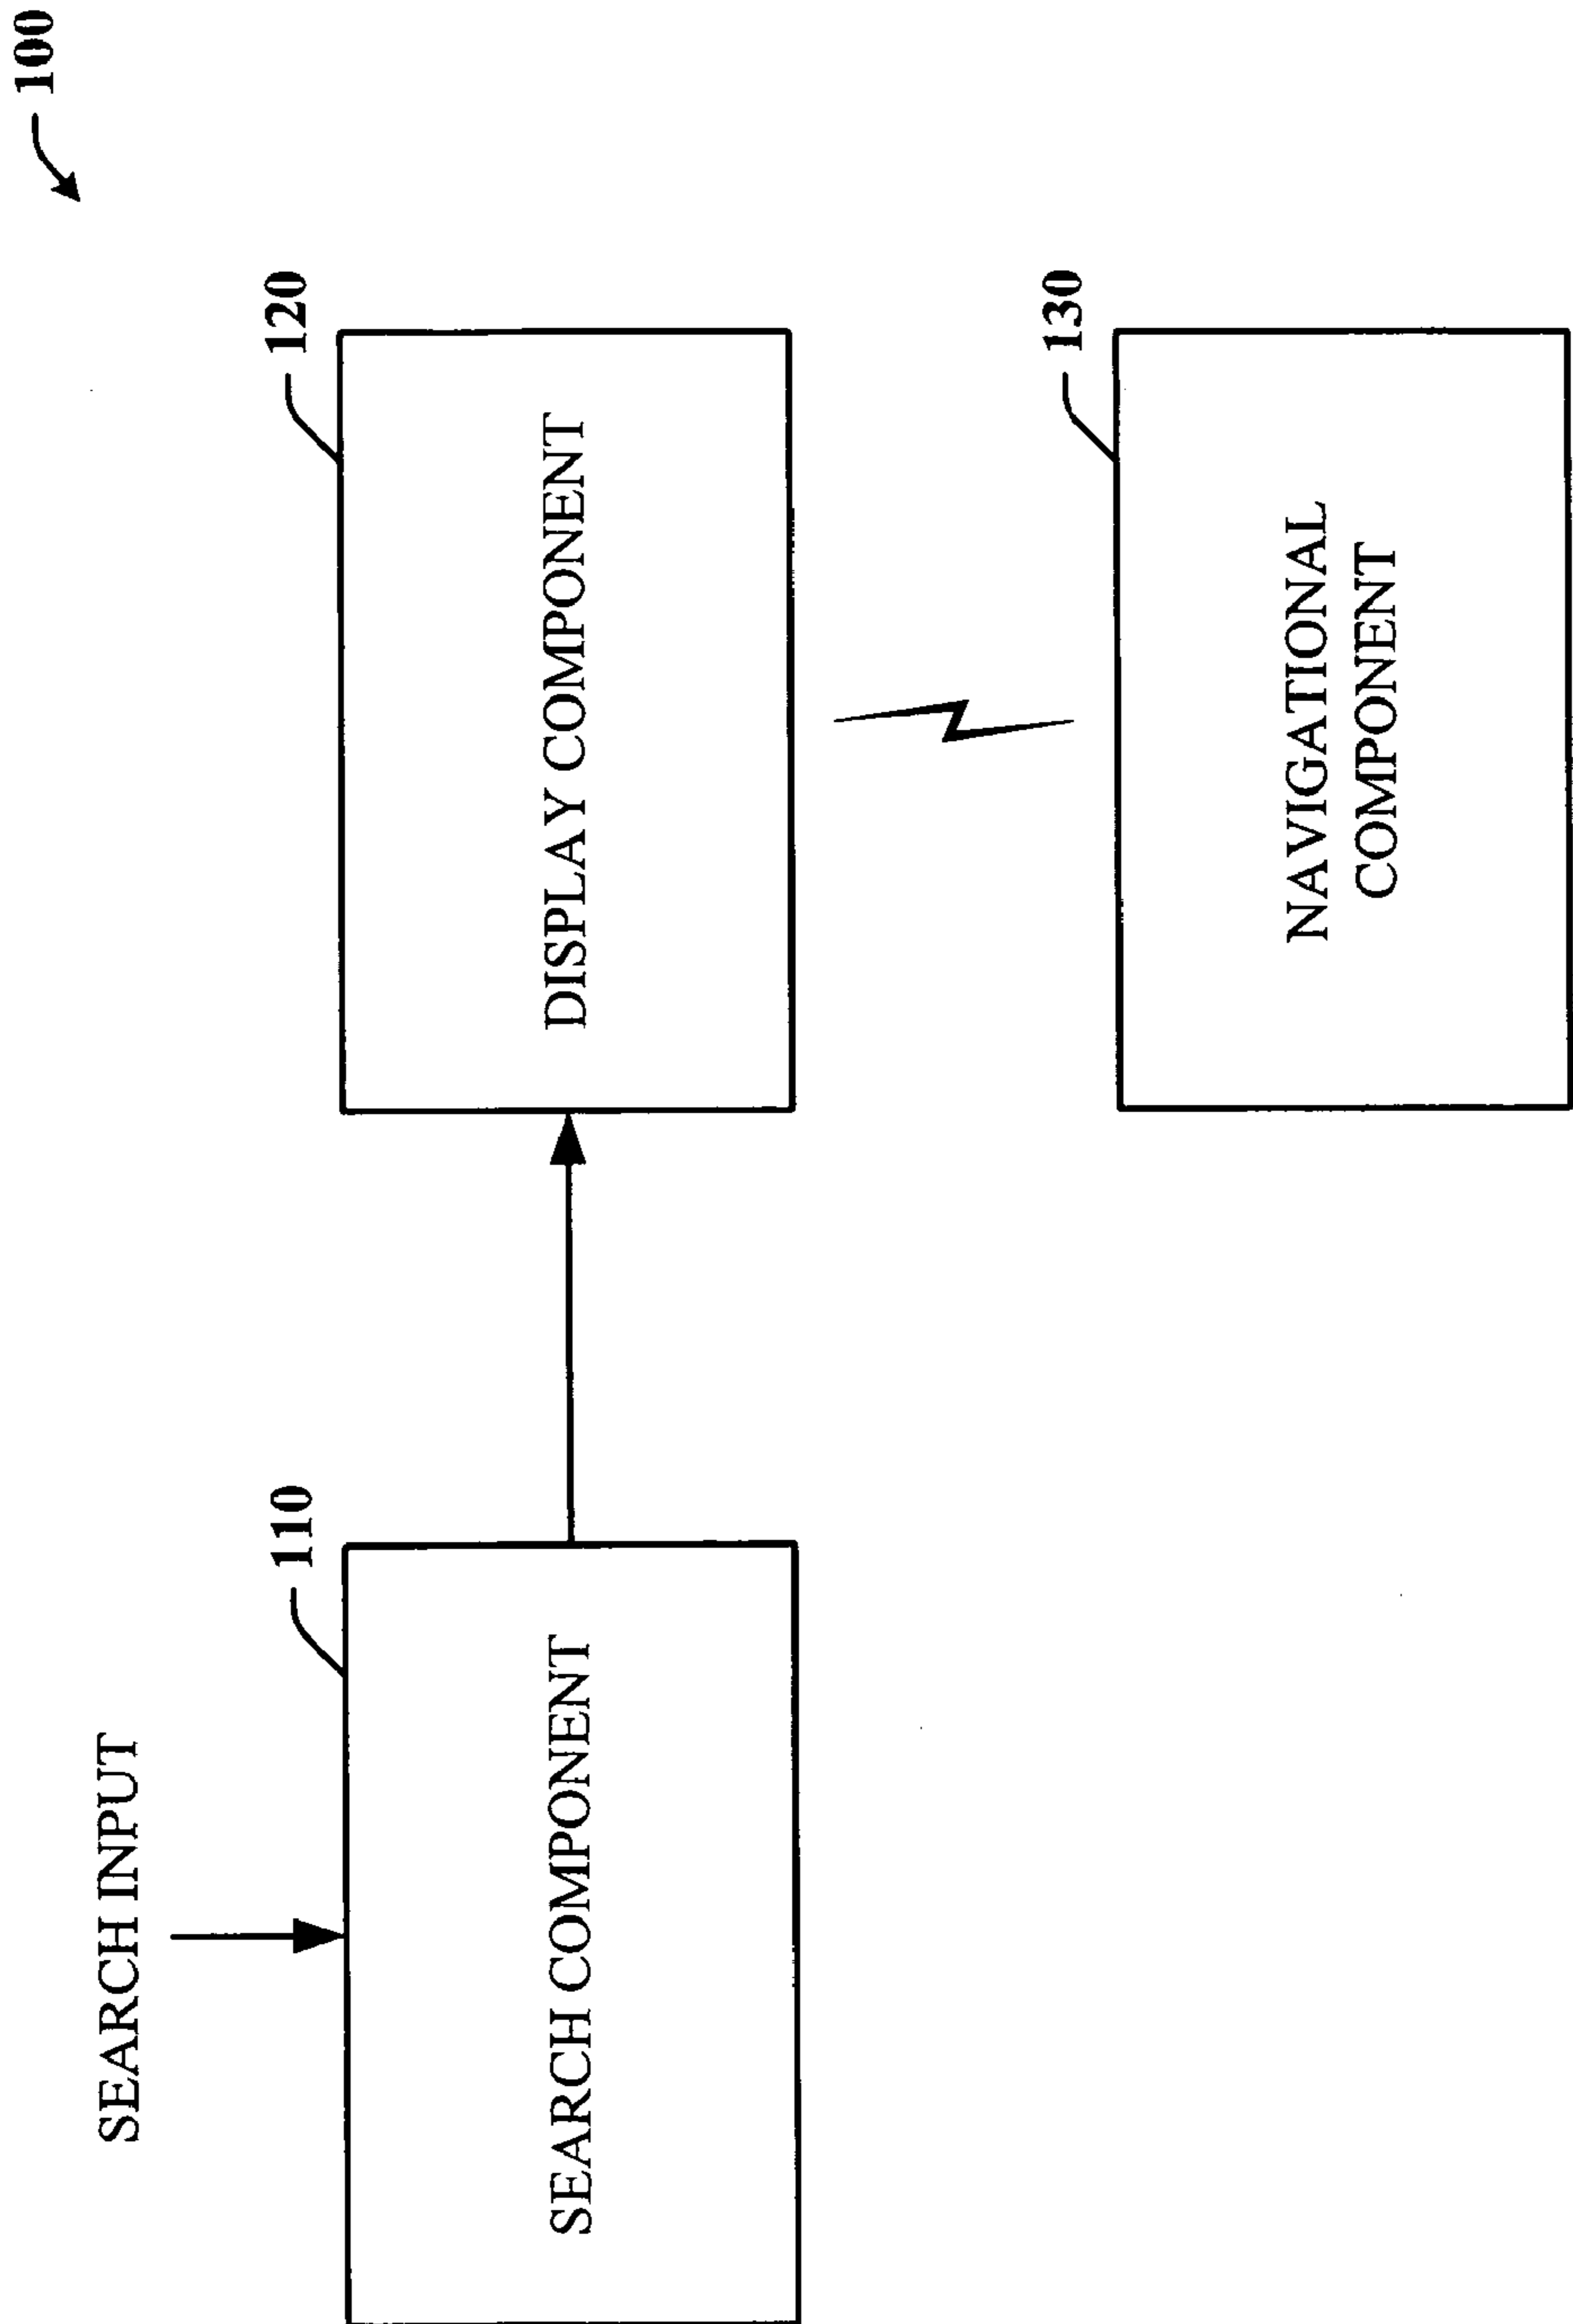 100
SEARCH INPUT
110
SEARCH COMPONENT
120
DISPLAY COMPONENT
130
NAVIGATIONAL
COMPONENT